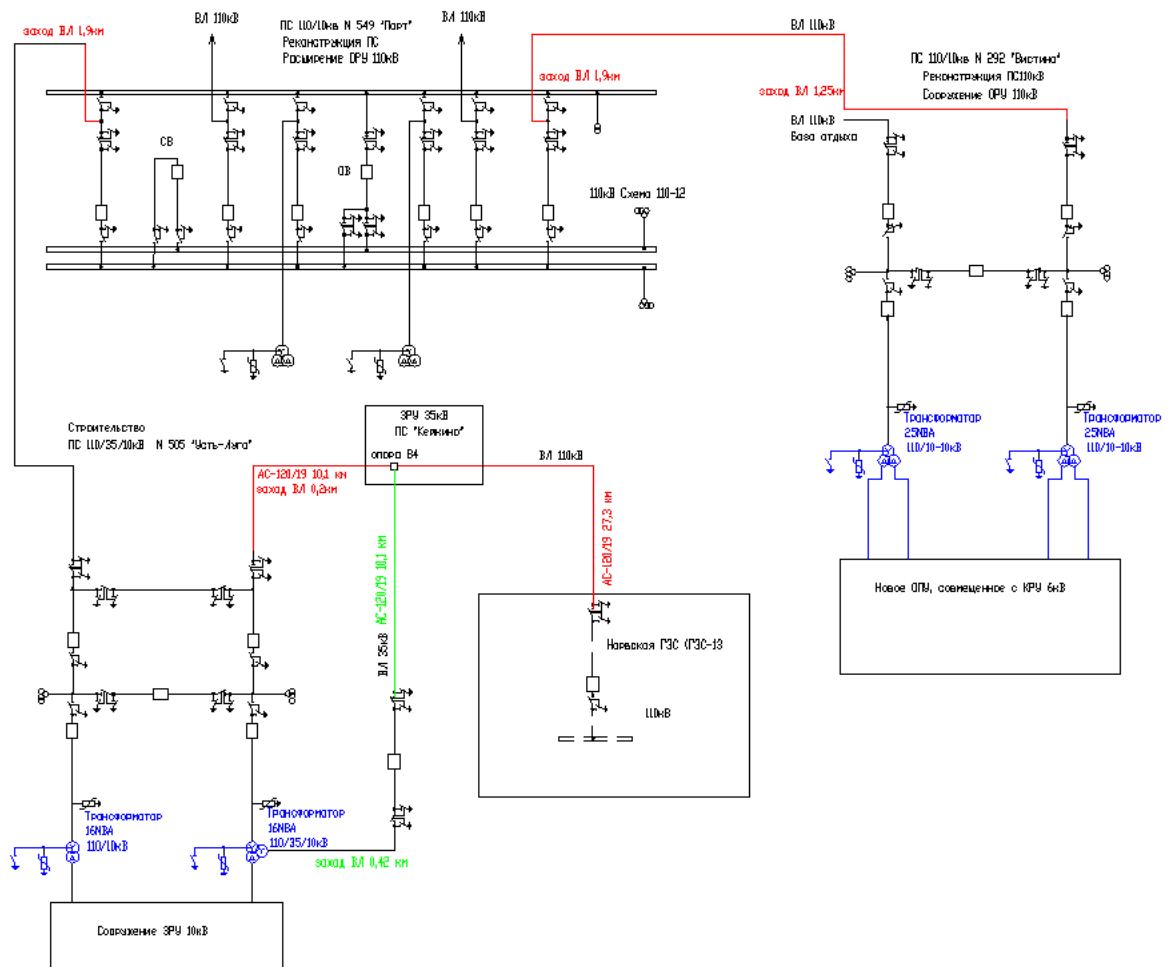 заход ВЛ 1,9км
ВЛ 110кВ
ПС 110/10кВ N 549 "Порт"
Реконструкция ПС
Расширение ОРУ 110кВ
ВЛ 110кВ
заход ВЛ 1,9км
ВЛ 110кВ
ПС 110/10кВ N 292 "Вистино"
Реконструкция ПС110кВ
Сооружение ОРУ 110кВ
заход ВЛ 1,25км
ВЛ 110кВ
База отдыха
СВ
ОВ
110кВ Схема 110-12
Строительство
ПС 110/35/10кВ N 505 "Усть-Луга"
ЗРУ 35кВ
ПС "Кейкино"
опора В4
АС-120/19 10,1 км
заход ВЛ 0,2км
ВЛ 110кВ
АС-120/19 27,3 км
АС-120/19 10,1 км
ВЛ 35кВ
Нарвская ГЭС (ГЭС-13
110кВ
Трансформатор
25МВА
110/10-10кВ
Трансформатор
25МВА
110/10-10кВ
Новое ОПУ, совмещенное с КРУ 6кВ
Трансформатор
16МВА
110/10кВ
Трансформатор
16МВА
110/35/10кВ
заход ВЛ 0,42 км
Сооружение ЗРУ 10кВ